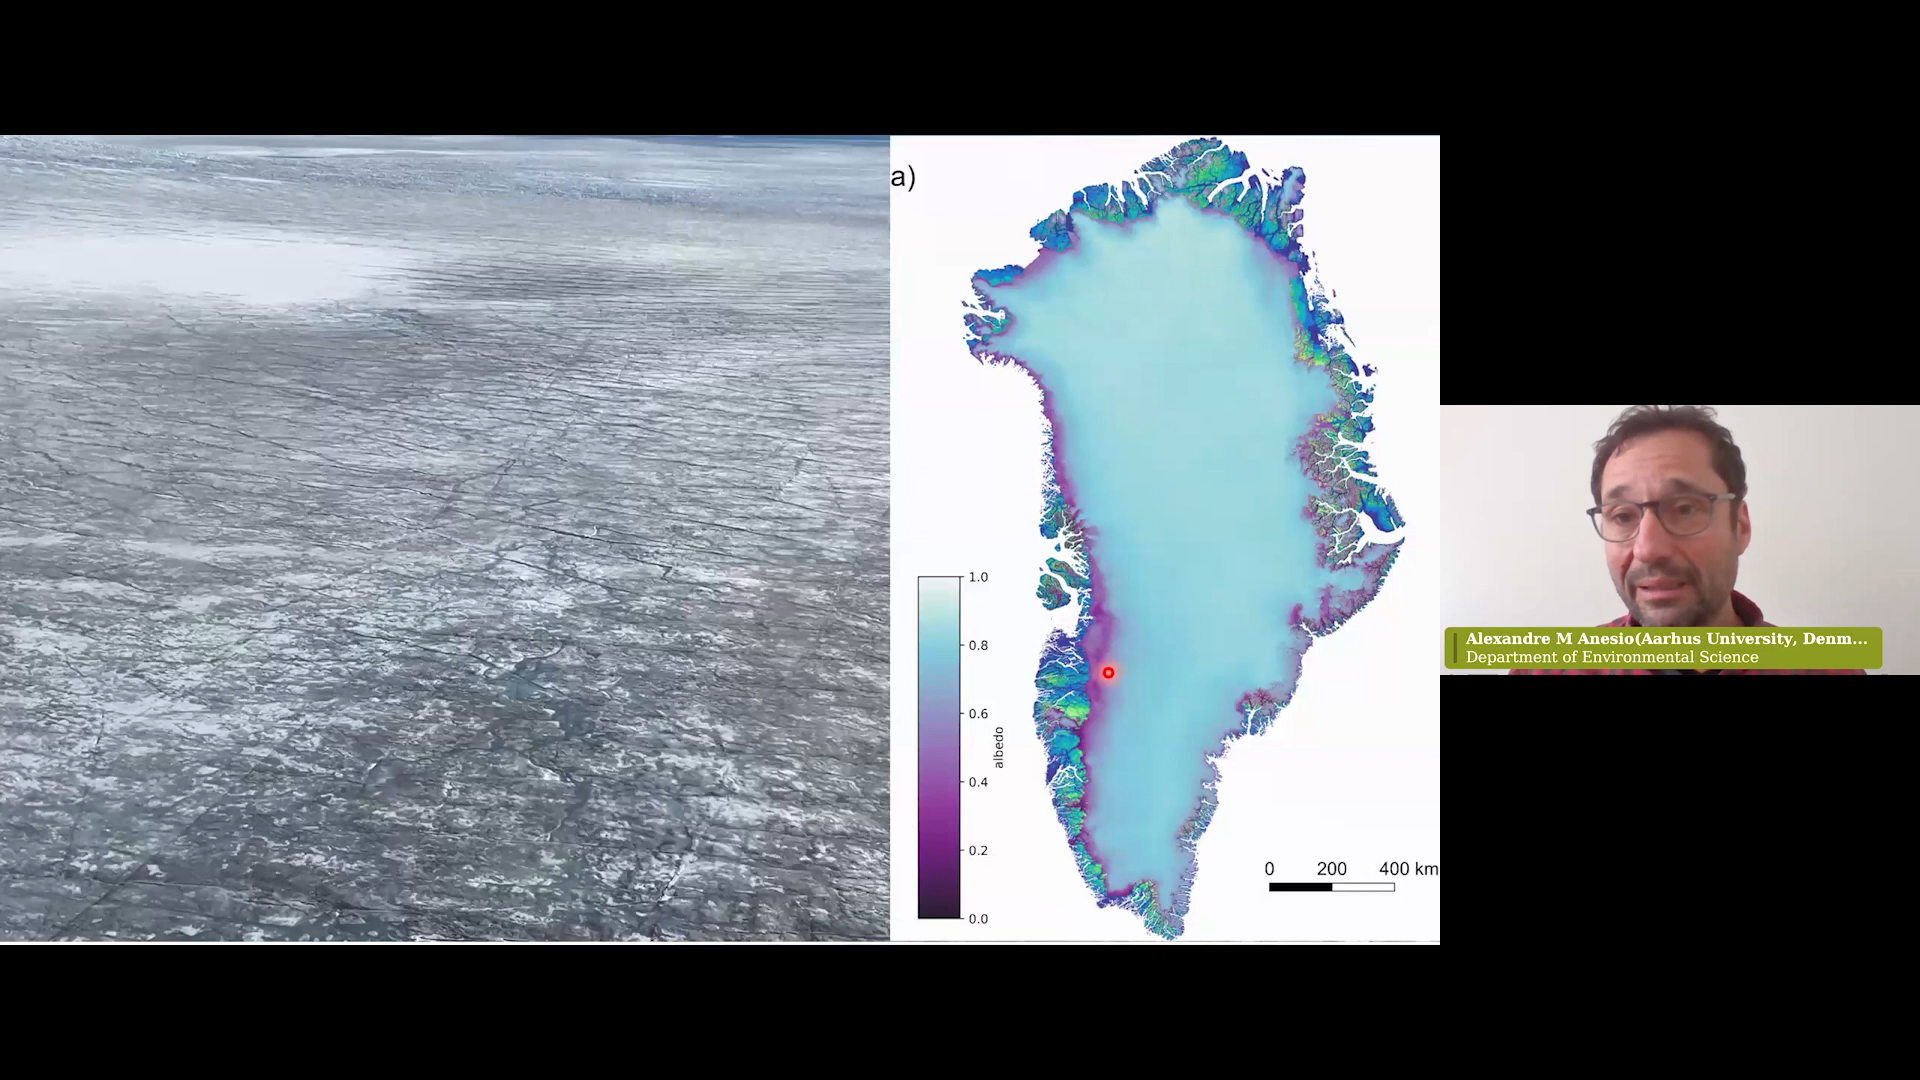 a)
1.0
0.8
0.6
0.4
0.2
0.0
albedo
0 200 400 km
Alexandre M Anesio(Aarhus University, Denm...
Department of Environmental Science